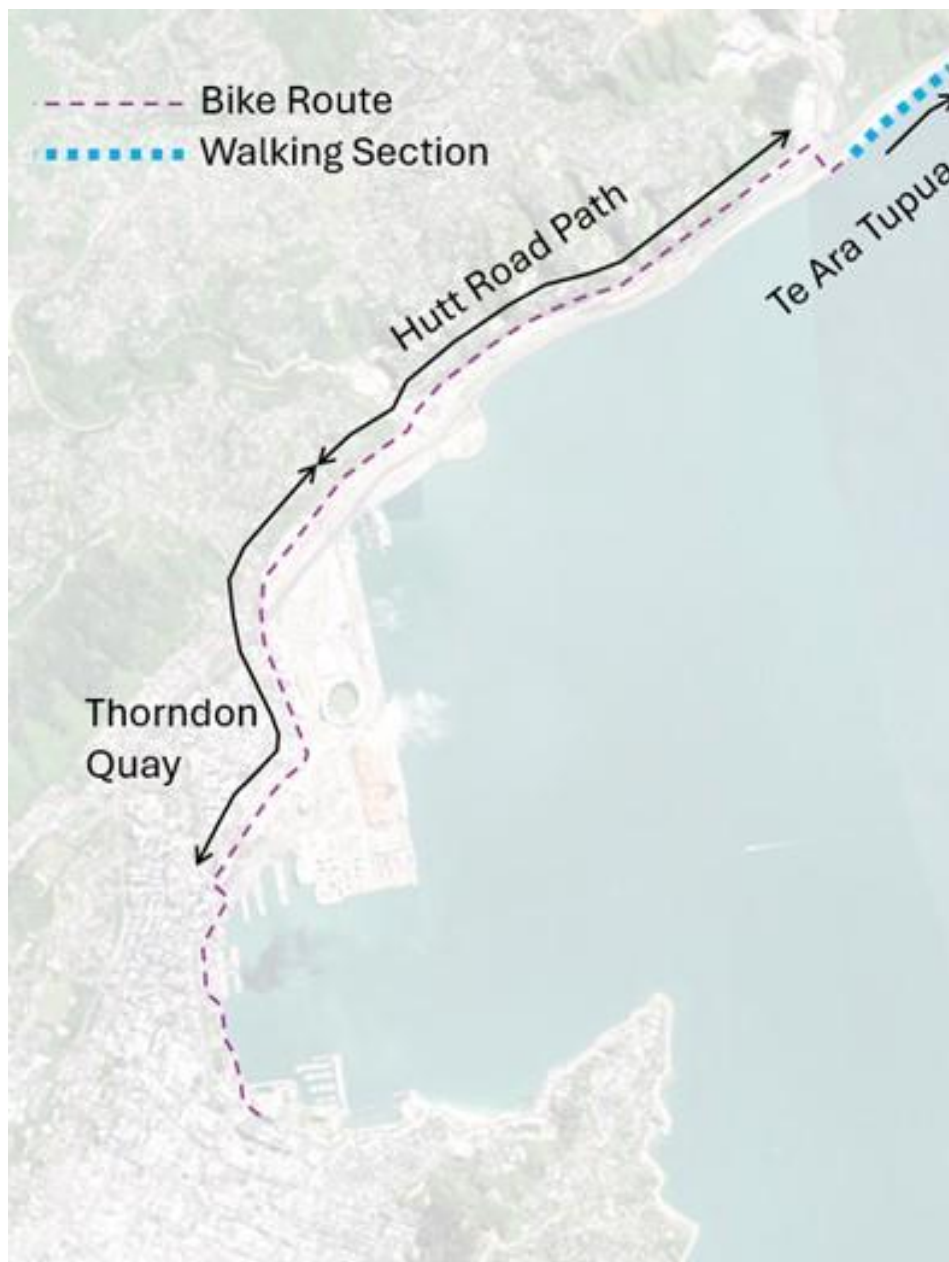 Bike Route
Walking Section
Hutt Road Path
Te Ara Tupua
Thorndon
Quay